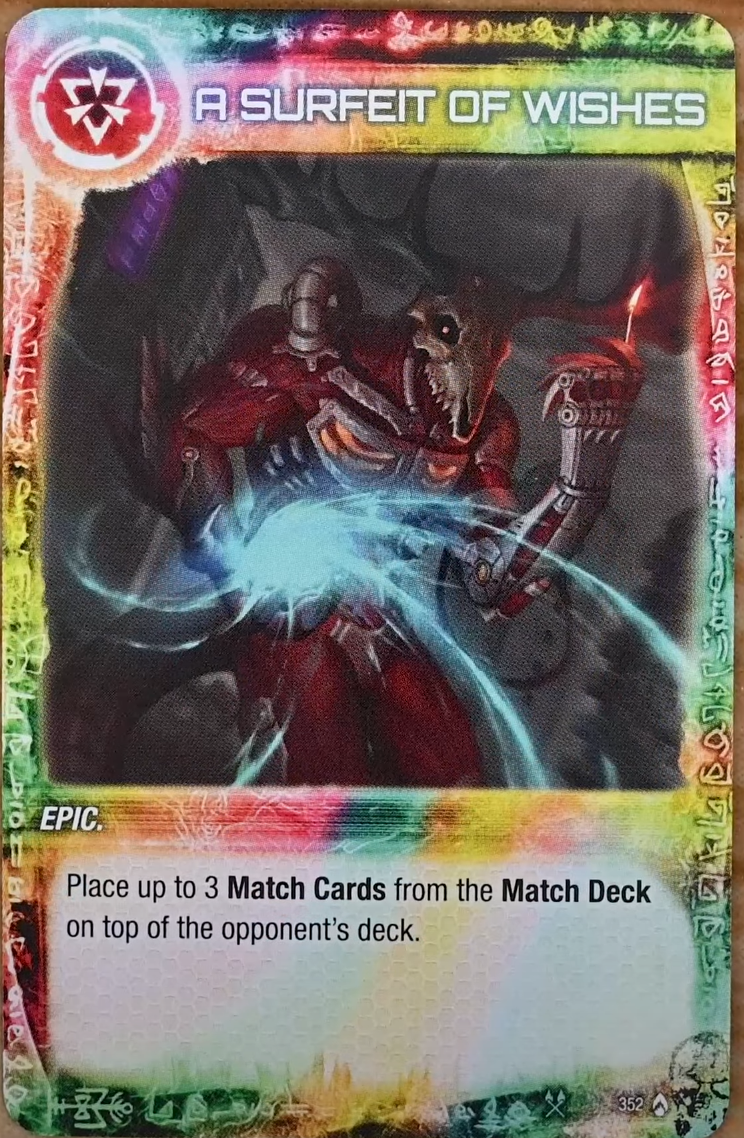 A SURFEIT OF WISHES
EPIC.
Place up to 3 Match Cards from the Match Deck
on top of the opponent's deck.
352